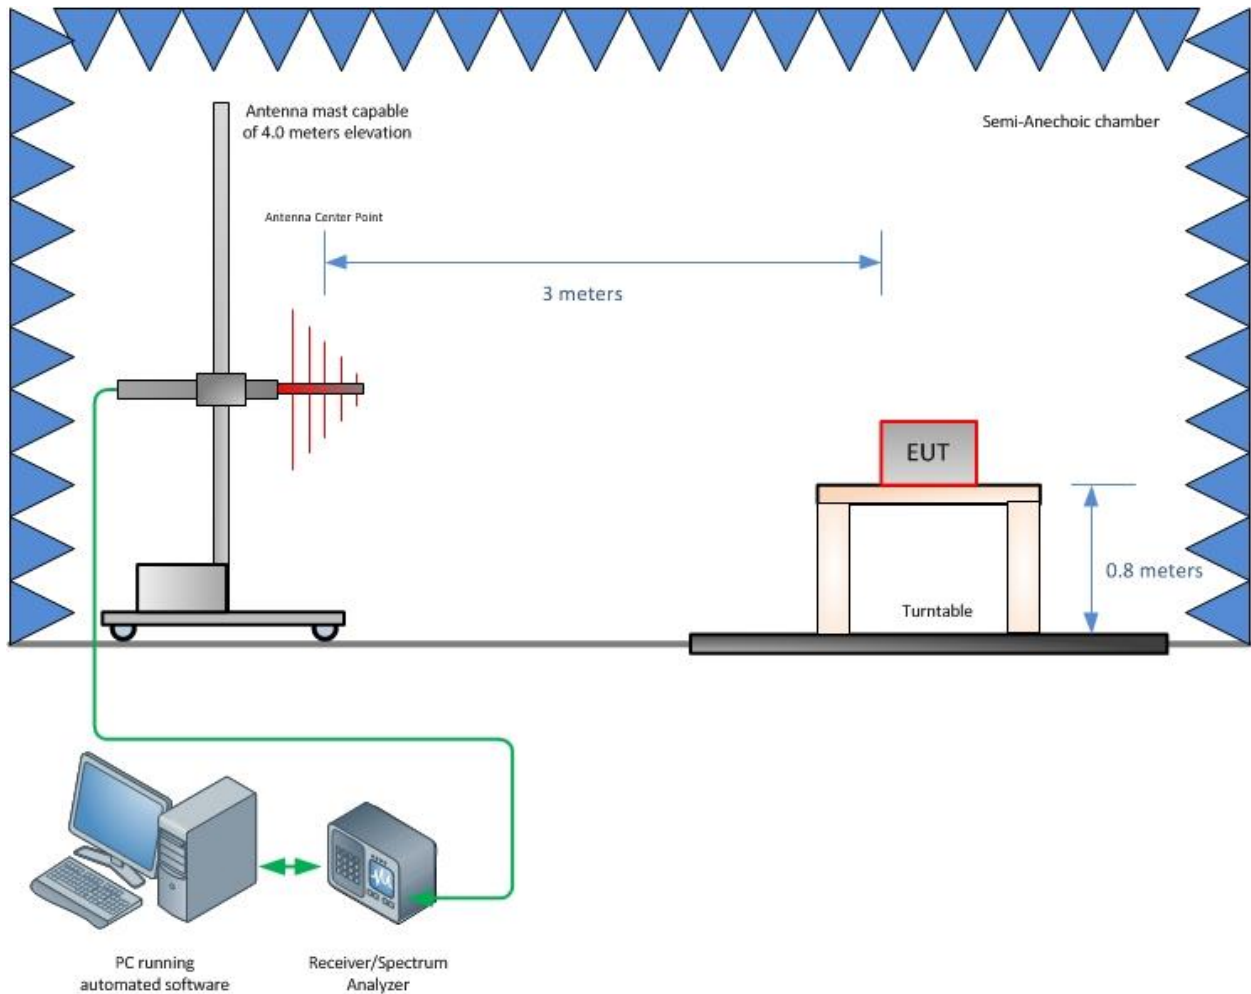 Antenna mast capable
of 4.0 meters elevation
Semi-Anechoic chamber
Antenna Center Point
3 meters
EUT
0.8 meters
Turntable
PC running
automated software
Receiver/Spectrum
Analyzer